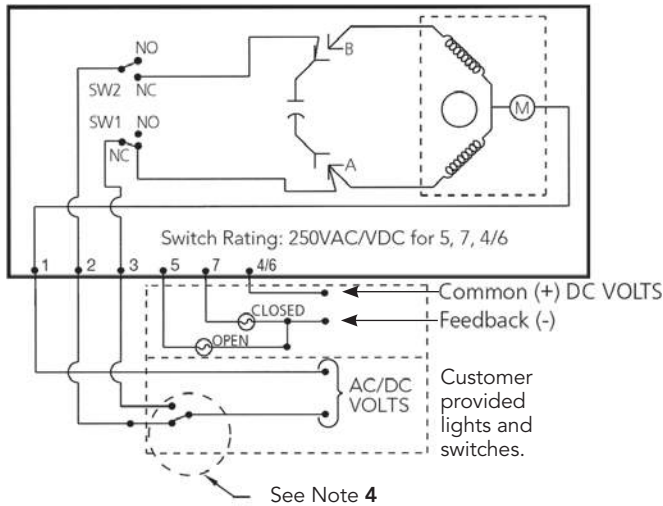 NO
B
SW2 NC
SW1 NO
M
NC
A
Switch Rating: 250VAC/VDC for 5, 7, 4/6
1 2 3 5 7 4/6
Common (+) DC VOLTS
CLOSED
Feedback (-)
OPEN
AC/DC
VOLTS
Customer
provided
lights and
switches.
See Note 4